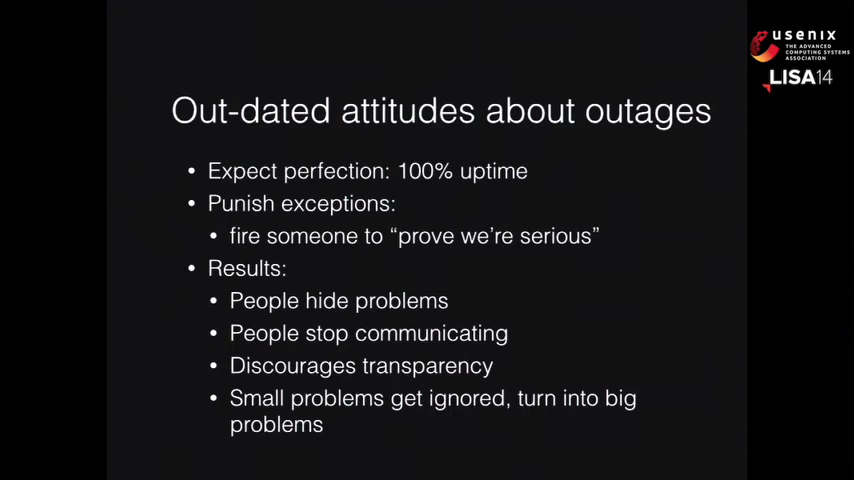 usenix
THE ADVANCED
COMPUTING SYSTEMS
ASSOCIATION
LISA14
Out-dated attitudes about outages
• Expect perfection: 100% uptime
• Punish exceptions:
• fire someone to “prove we’re serious”
• Results:
• People hide problems
• People stop communicating
• Discourages transparency
• Small problems get ignored, turn into big
problems